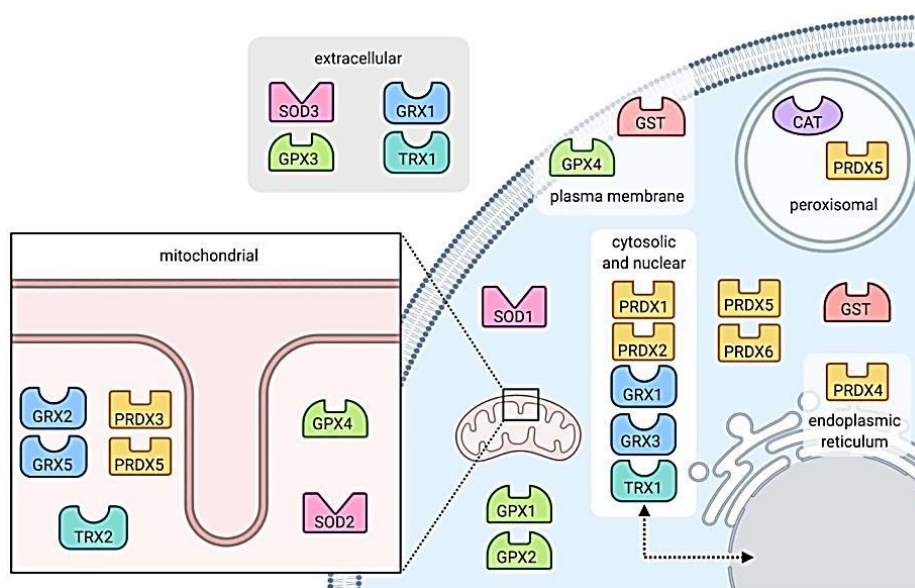 extracellular
SOD3
GRX1
GPX3
TRX1
GST
GPX4
plasma membrane
CAT
PRDX5
peroxisomal
mitochondrial
GRX2
PRDX3
GRX5
PRDX5
TRX2
GPX4
SOD2
SOD1
GPX1
GPX2
cytosolic
and nuclear
PRDX1
PRDX2
GRX1
GRX3
TRX1
PRDX5
PRDX6
GST
PRDX4
endoplasmic
reticulum